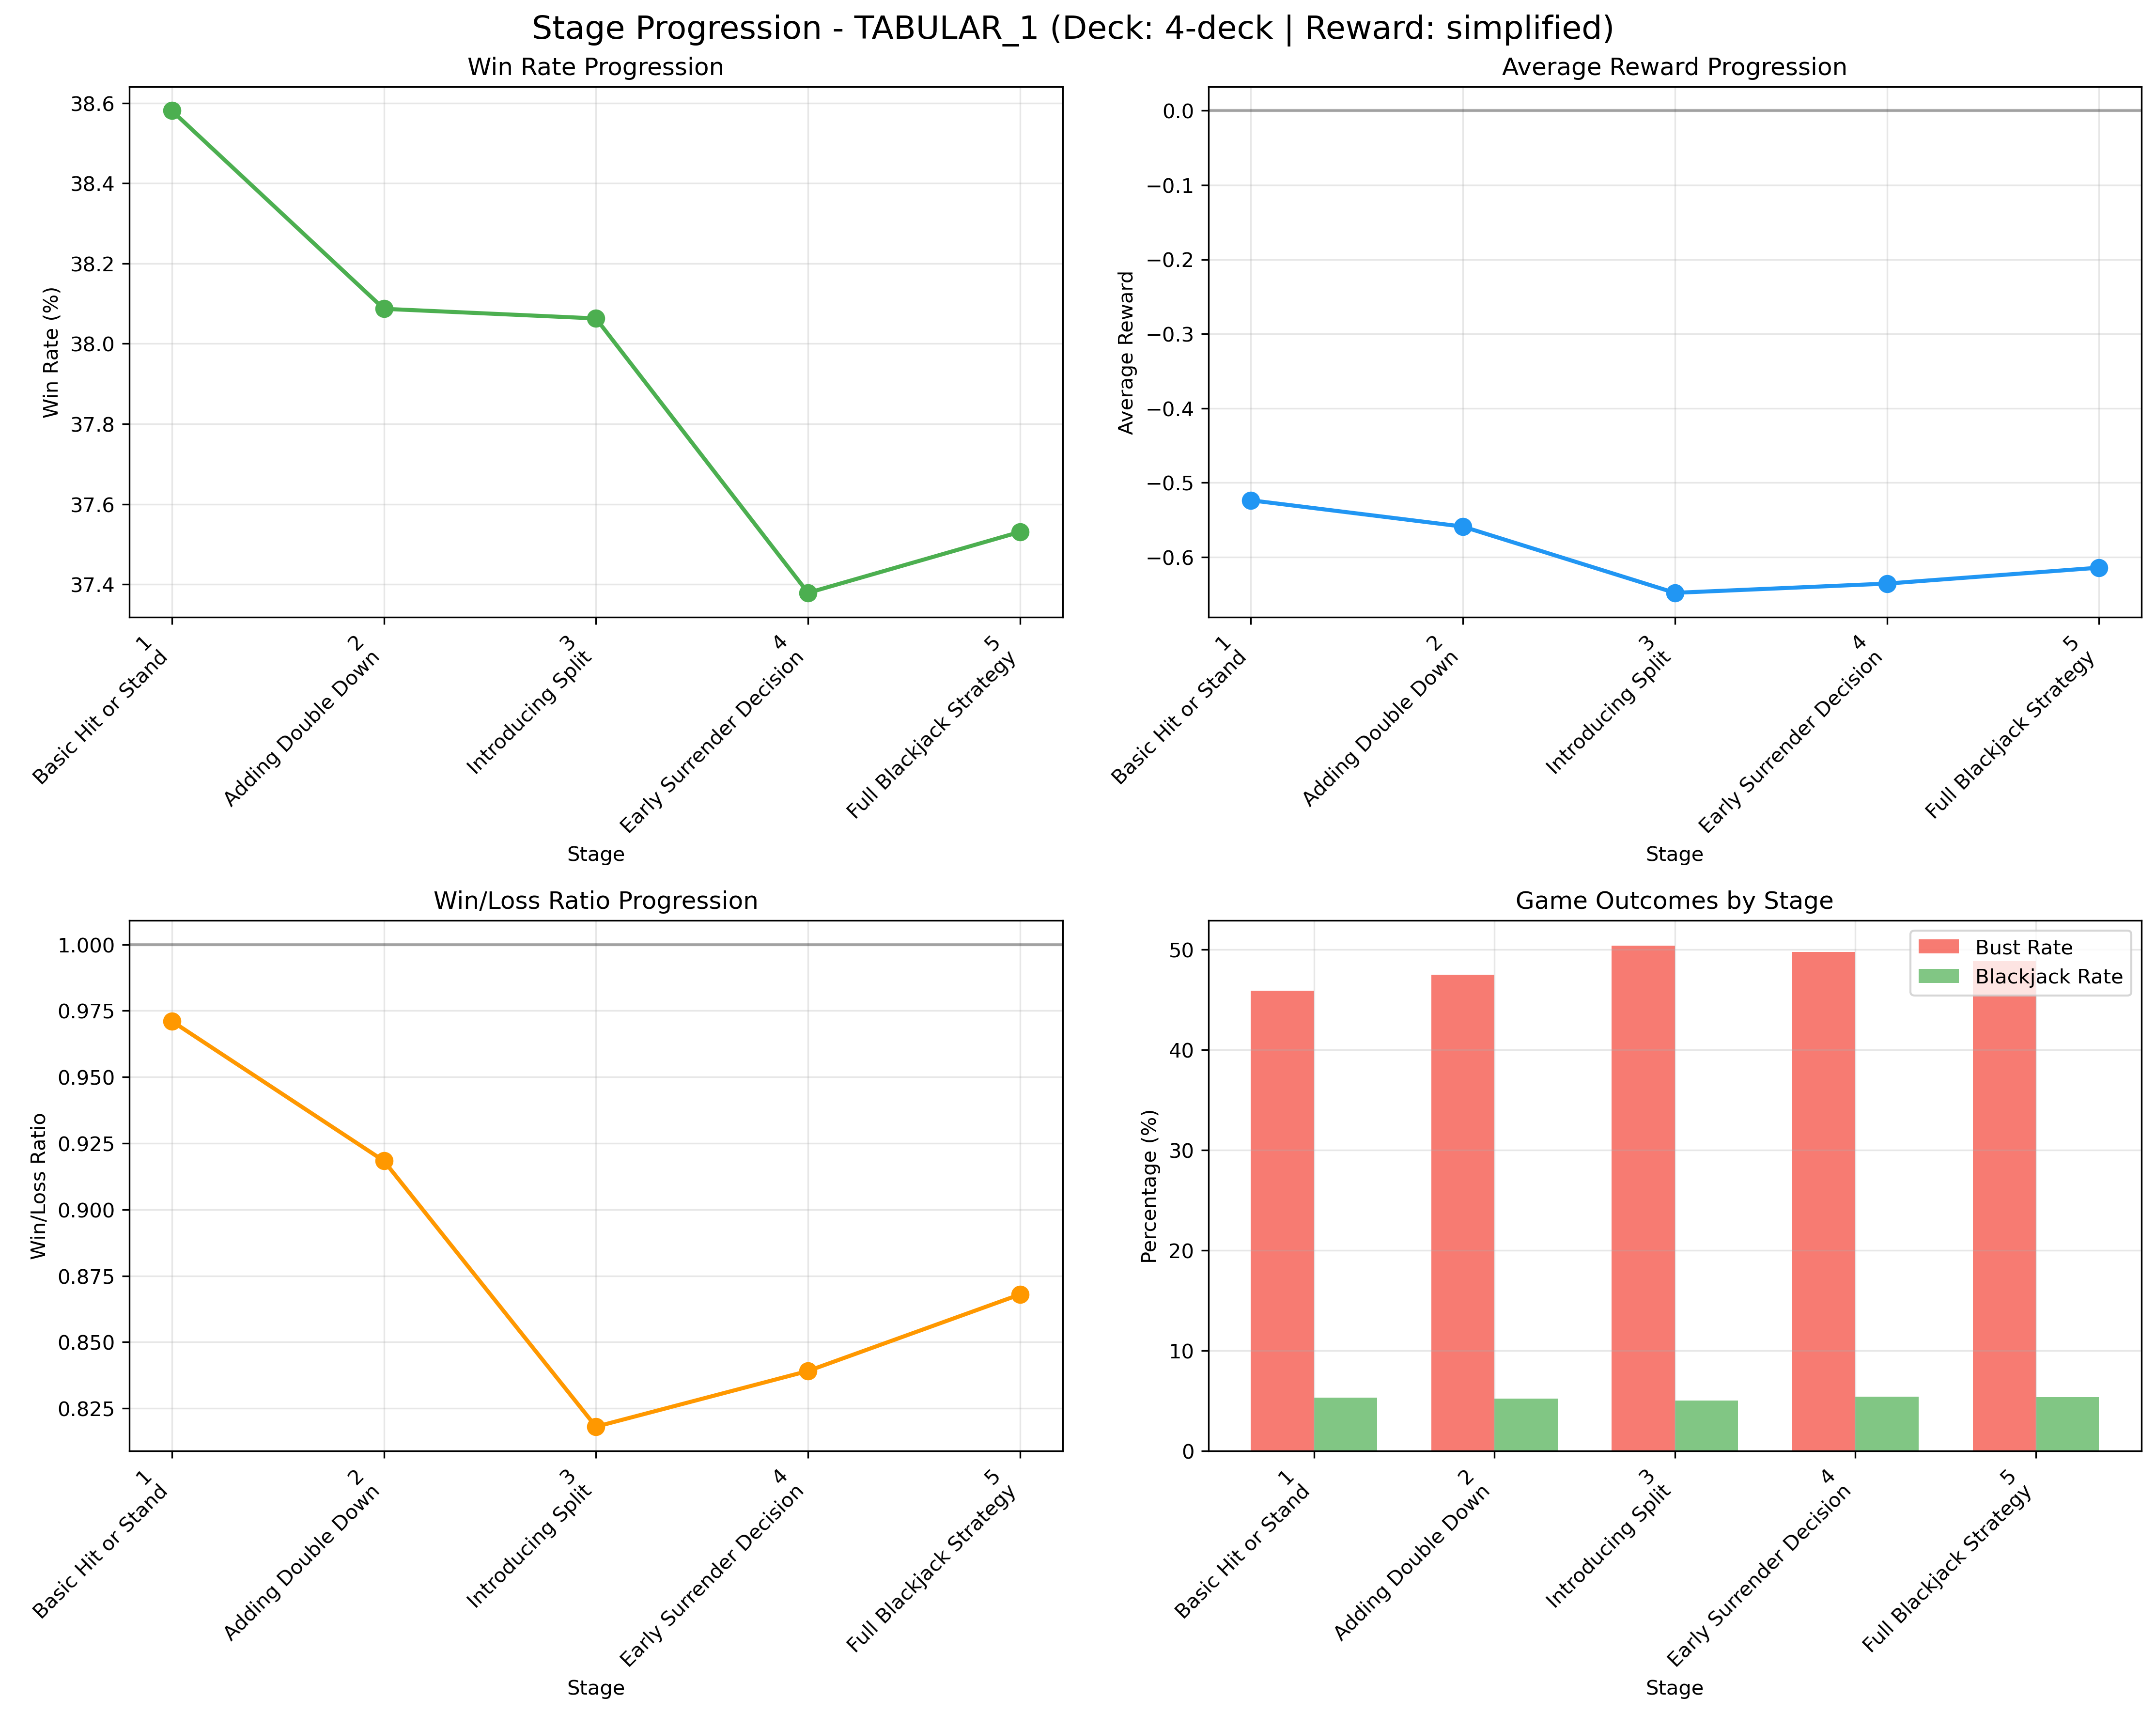 Stage Progression - TABULAR_1 (Deck: 4-deck | Reward: simplified)
Win Rate Progression
38.6
38.4
38.2
38.0
37.8
37.6
37.4
Win Rate (%)
1
Basic Hit or Stand
2
Adding Double Down
3
Introducing Split
4
Early Surrender Decision
5
Full Blackjack Strategy
Stage
Average Reward Progression
0.0
−0.1
−0.2
−0.3
−0.4
−0.5
−0.6
Average Reward
1
Basic Hit or Stand
2
Adding Double Down
3
Introducing Split
4
Early Surrender Decision
5
Full Blackjack Strategy
Stage
Win/Loss Ratio Progression
1.000
0.975
0.950
0.925
0.900
0.875
0.850
0.825
Win/Loss Ratio
1
Basic Hit or Stand
2
Adding Double Down
3
Introducing Split
4
Early Surrender Decision
5
Full Blackjack Strategy
Stage
Game Outcomes by Stage
Bust Rate
Blackjack Rate
50
40
30
20
10
0
Percentage (%)
1
Basic Hit or Stand
2
Adding Double Down
3
Introducing Split
4
Early Surrender Decision
5
Full Blackjack Strategy
Stage